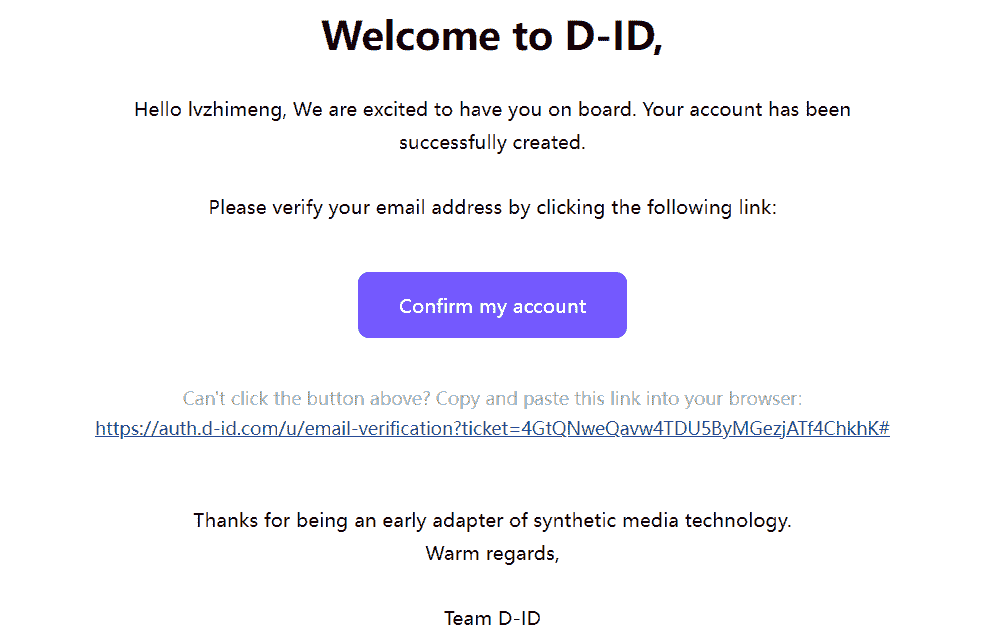 Welcome to D-ID,
Hello lvzhimeng, We are excited to have you on board. Your account has been
successfully created.
Please verify your email address by clicking the following link:
Confirm my account
Can't click the button above? Copy and paste this link into your browser:
https://auth.d-id.com/u/email-verification?ticket=4GtQNweQavw4TDU5ByMGezjATf4ChkhK#
Thanks for being an early adapter of synthetic media technology.
Warm regards,
Team D-ID